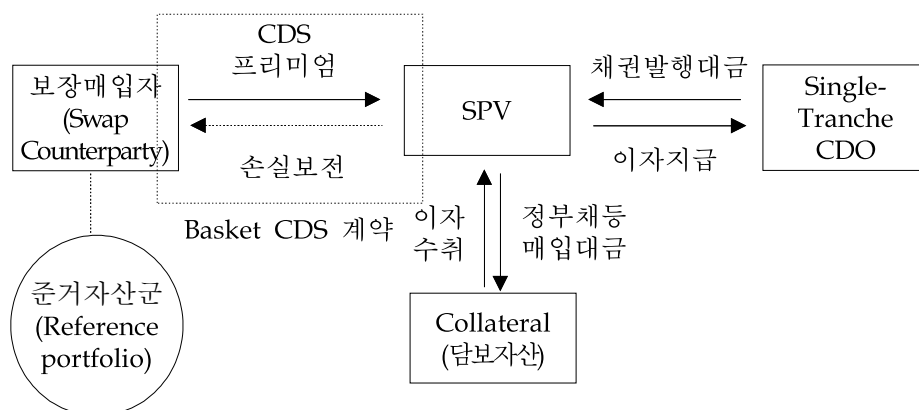 CDS
프리미엄
보장매입자
(Swap
Counterparty)
손실보전
Basket CDS 계약
SPV
채권발행대금
이자지급
Single-
Tranche
CDO
이자
수취
정부채등
매입대금
준거자산군
(Reference
portfolio)
Collateral
(담보자산)